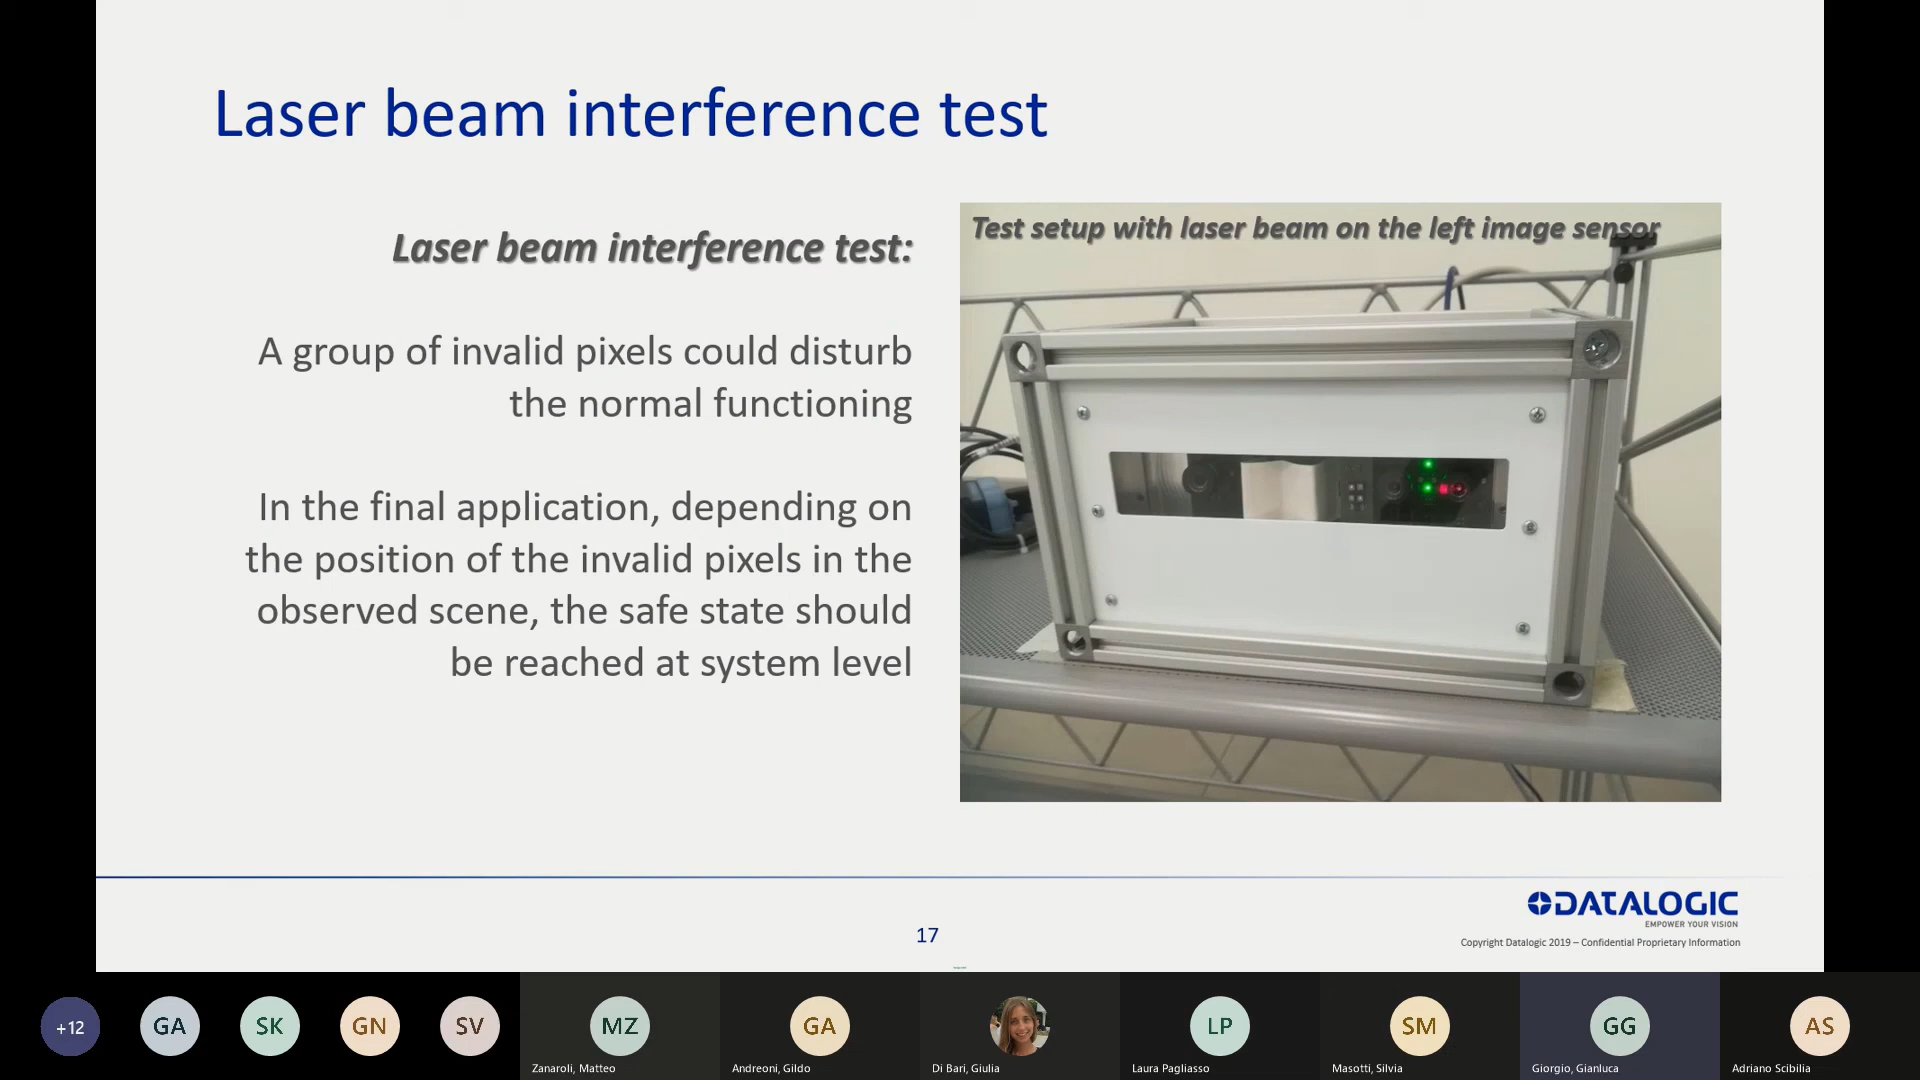 Laser beam interference test
Laser beam interference test:
A group of invalid pixels could disturb
the normal functioning
In the final application, depending on
the position of the invalid pixels in the
observed scene, the safe state should
be reached at system level
Test setup with laser beam on the left image sensor
17
DATALOGIC
EMPOWER YOUR VISION
Copyright Datalogic 2019 – Confidential Proprietary Information
+12
GA
SK
GN
SV
MZ
Zanaroli, Matteo
GA
Andreoni, Gildo
Di Bari, Giulia
LP
Laura Pagliasso
SM
Masotti, Silvia
GG
Giorgio, Gianluca
AS
Adriano Scibilia